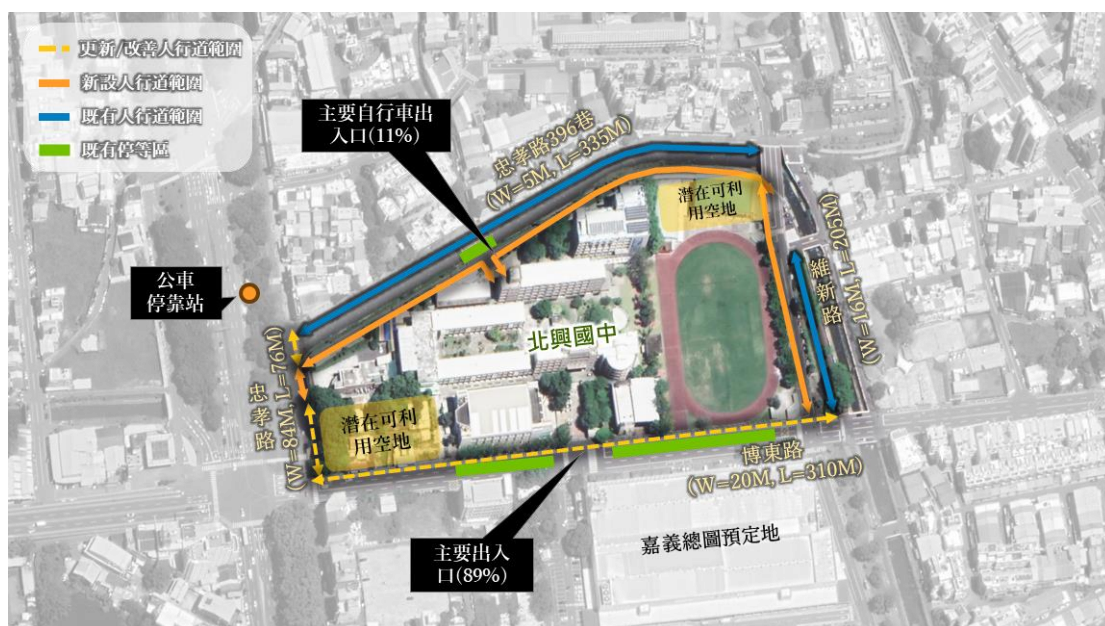 更新/改善人行道範圍
新設人行道範圍
既有人行道範圍
既有停等區
主要自行車出
入口(11%)
忠孝路396巷
(W=5M, L=335M)
潛在可利
用空地
公車
停靠站
維新路
(W=16M, L=205M)
北興國中
忠孝路
(W=84M, L=76M)
潛在可利
用空地
博東路
(W=20M, L=310M)
主要出入
口(89%)
嘉義總圖預定地